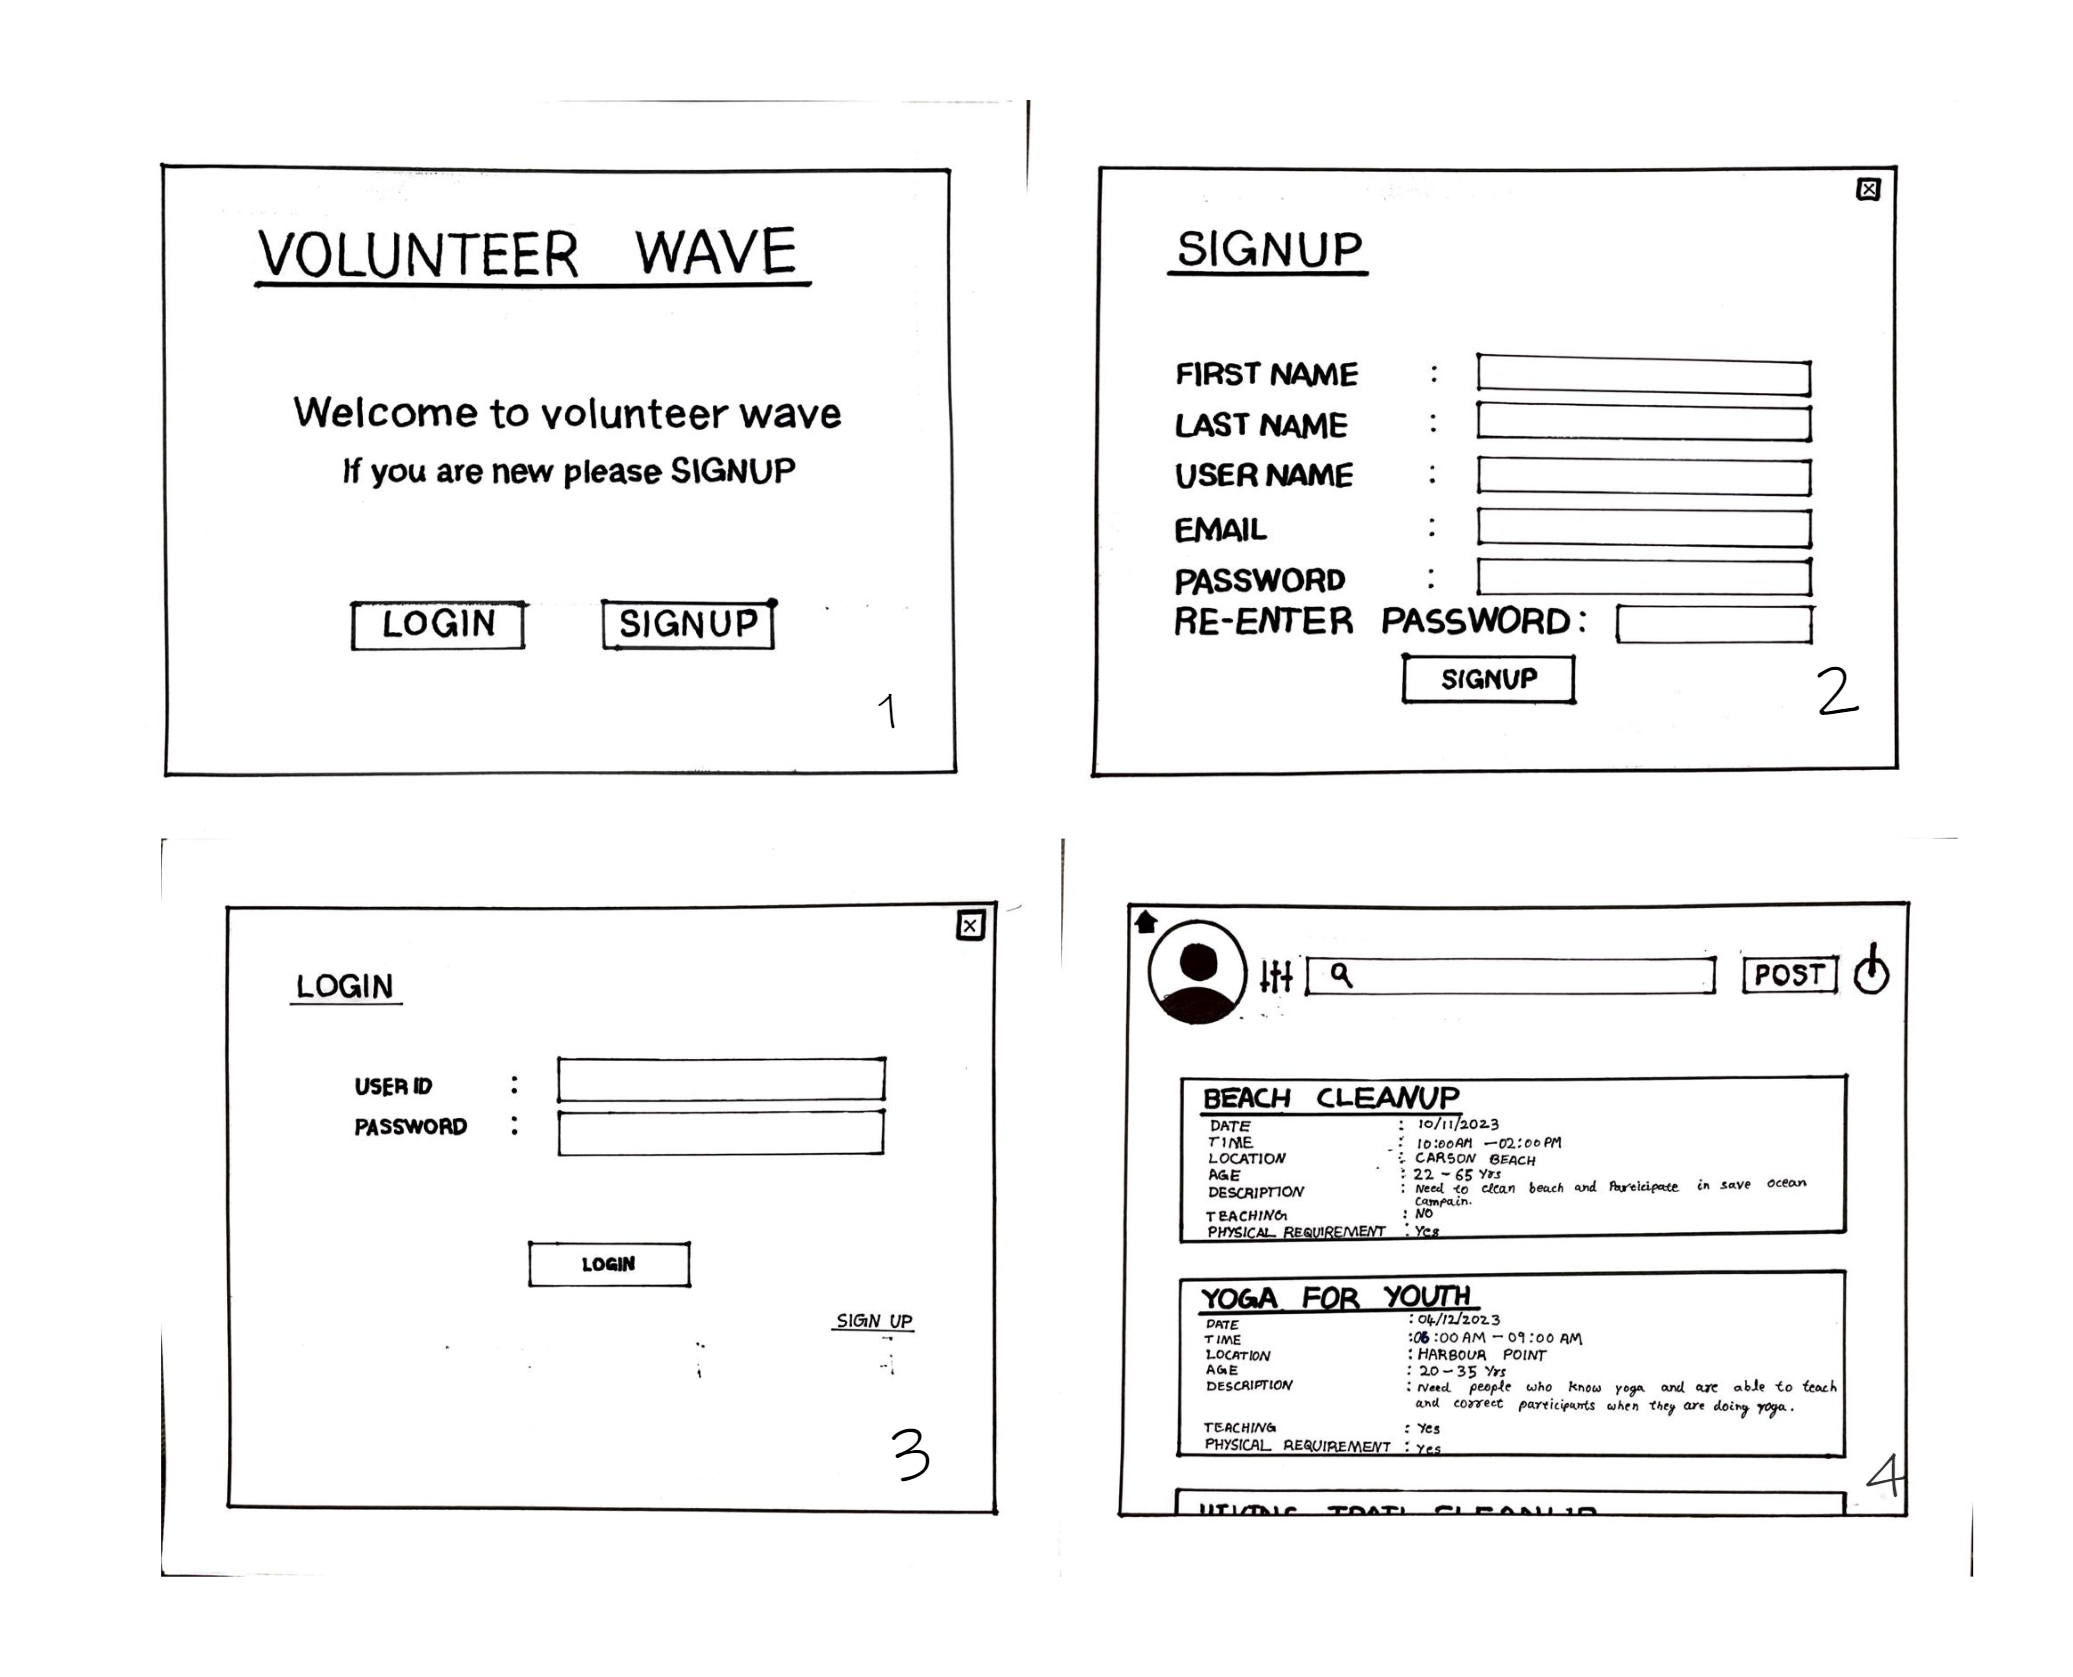 VOLUNTEER WAVE
Welcome to volunteer wave
If you are new please SIGNUP
LOGIN SIGNUP
1
SIGNUP
FIRST NAME :
LAST NAME :
USER NAME :
EMAIL :
PASSWORD :
RE-ENTER PASSWORD:
SIGNUP
2
LOGIN
USER ID :
PASSWORD :
LOGIN
SIGN UP
3
POST
BEACH CLEANUP
DATE : 10/11/2023
TIME : 10:00AM – 02:00 PM
LOCATION : CARSON BEACH
AGE : 22 – 65 Yrs
DESCRIPTION : Need to clean beach and Pareicipate in save ocean
campain.
TEACHING : NO
PHYSICAL REQUIREMENT : Yes
YOGA FOR YOUTH
DATE : 04/12/2023
TIME :06:00 AM – 09:00 AM
LOCATION : HARBOUR POINT
AGE : 20 – 35 Yrs
DESCRIPTION : Need people who know yoga and are able to teach
and correct participants when they are doing yoga.
TEACHING : Yes
PHYSICAL REQUIREMENT : Yes
HIKING TRAIL CLEANUP
4